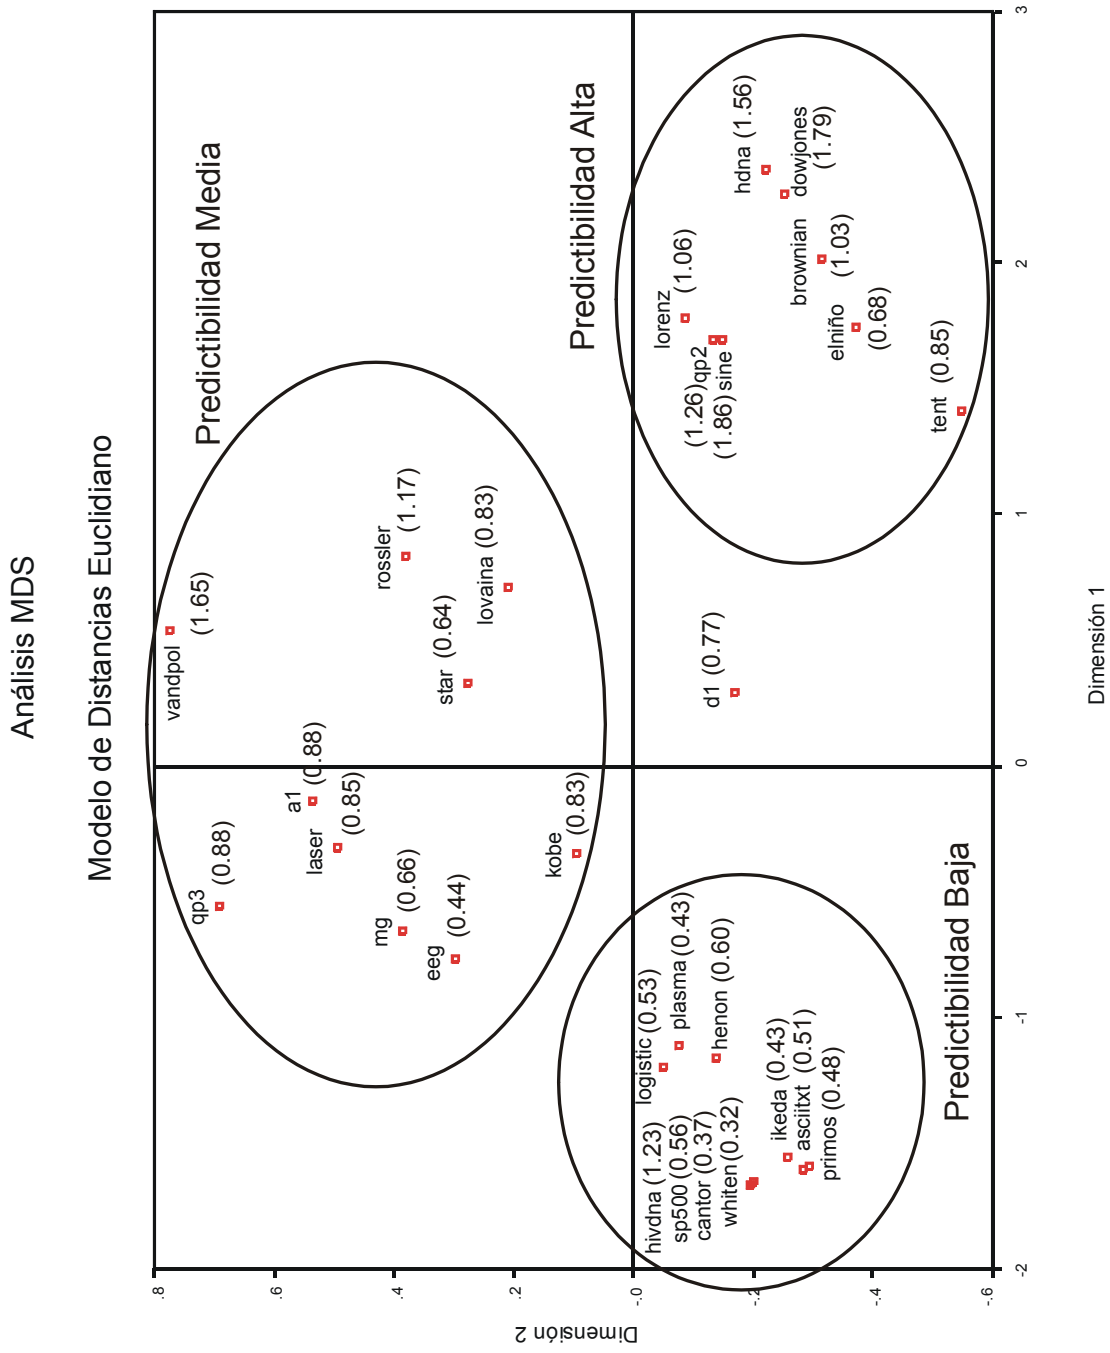 Análisis MDS
Modelo de Distancias Euclidiano
Predictibilidad Media
Predictibilidad Alta
Predictibilidad Baja
vandpol
(1.65)
qp3
(0.88)
a1
(0.88)
laser
(0.85)
mg
(0.66)
eeg
(0.44)
rossler
(1.17)
star (0.64)
lovaina (0.83)
kobe
(0.83)
d1 (0.77)
lorenz
(1.06)
(1.26) qp2
(1.86) sine
hdna (1.56)
dowjones
(1.79)
brownian
(1.03)
elniño
(0.68)
tent (0.85)
logistic (0.53)
plasma (0.43)
henon (0.60)
hivdna (1.23)
sp500 (0.56)
cantor (0.37)
whiten (0.32)
ikeda (0.43)
asciitxt (0.51)
primos (0.48)
Dimensión 2
.8
.6
.4
.2
-.0
-.2
-.4
-.6
-2
-1
0
1
2
3
Dimensión 1